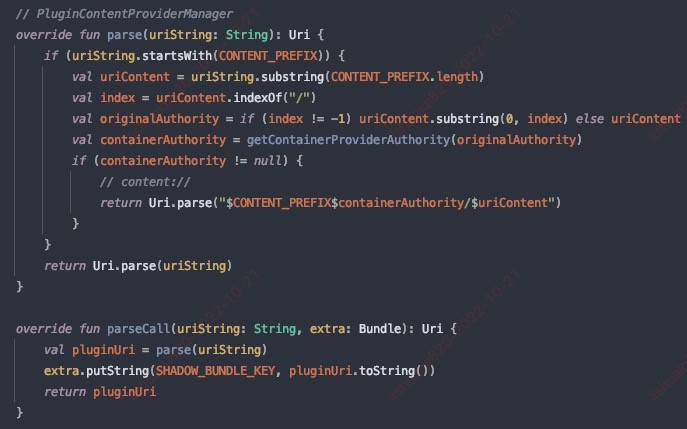 // PluginContentProviderManager
override fun parse(uriString: String): Uri {
    if (uriString.startsWith(CONTENT_PREFIX)) {
        val uriContent = uriString.substring(CONTENT_PREFIX.length)
        val index = uriContent.indexOf("/")
        val originalAuthority = if (index != -1) uriContent.substring(0, index) else uriContent
        val containerAuthority = getContainerProviderAuthority(originalAuthority)
        if (containerAuthority != null) {
            // content://
            return Uri.parse("$CONTENT_PREFIX$containerAuthority/$uriContent")
        }
    }
    return Uri.parse(uriString)
}

override fun parseCall(uriString: String, extra: Bundle): Uri {
    val pluginUri = parse(uriString)
    extra.putString(SHADOW_BUNDLE_KEY, pluginUri.toString())
    return pluginUri
}